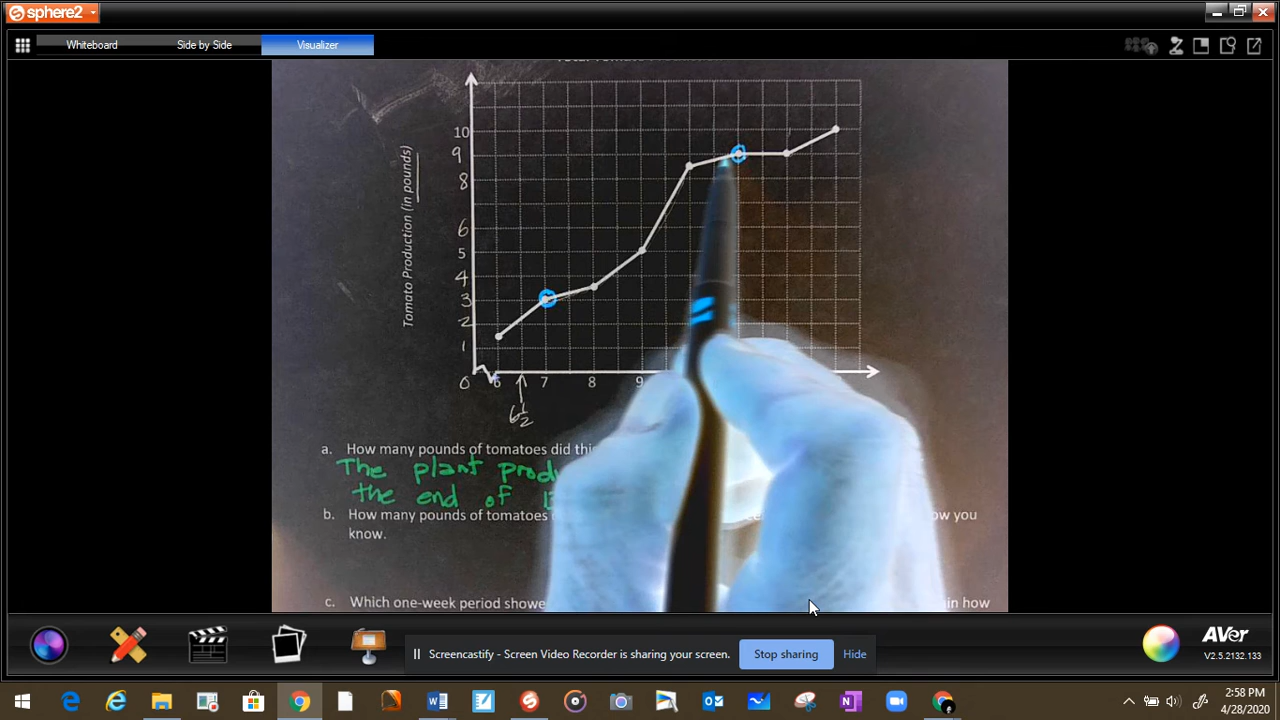 sphere2
Whiteboard
Side by Side
Visualizer
Tomato Production (in pounds)
10
9
8
6
5
4
3
2
1
0
6
7
8
9
6 1/2
a. How many pounds of tomatoes did thi
The plant prod
the end of
b. How many pounds of tomatoes
ow you
know.
c. Which one-week period showe
in how
Screencastify - Screen Video Recorder is sharing your screen.
Stop sharing
Hide
AVer
V2.5.2132.133
2:58 PM
4/28/2020